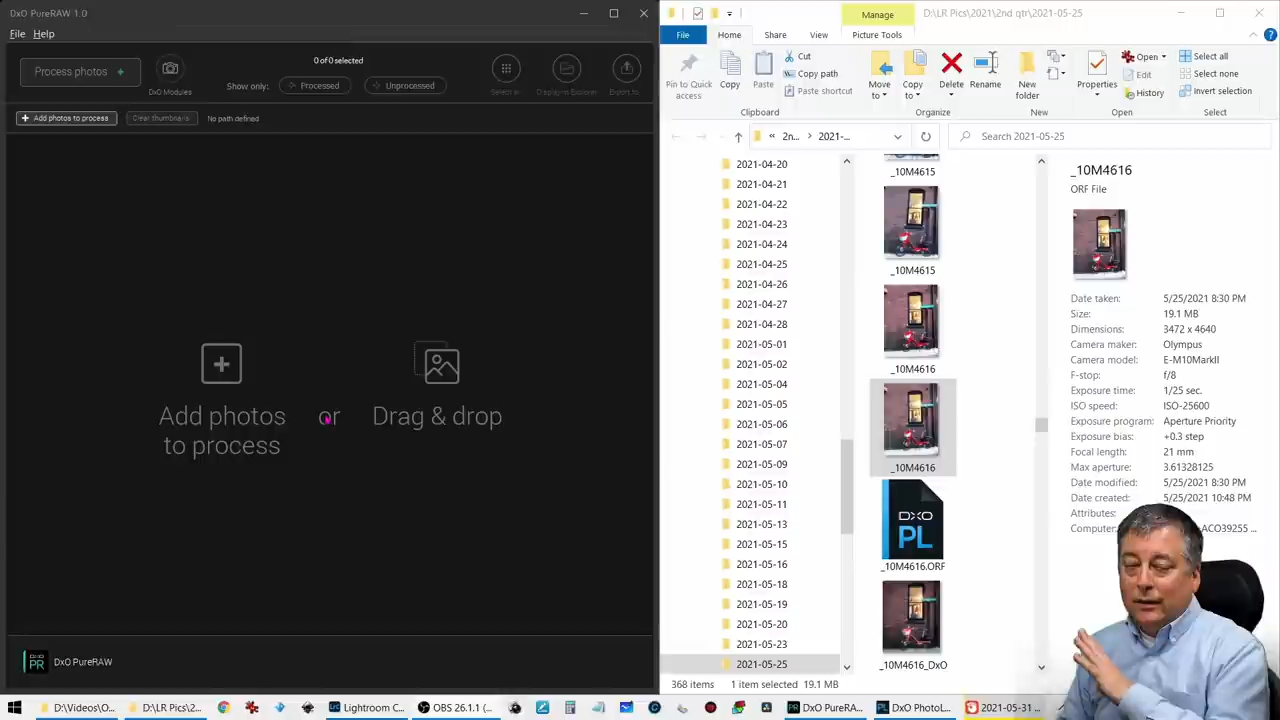 DxO PureRAW 1.0
File Help
Process photos
DxO Modules
0 of 0 selected
Show only: Processed Unprocessed
Add photos to process
Clear thumbnails
No path defined
Add photos
to process
or
Drag & drop
DXO
PR
DxO PureRAW
Manage
D:\LR Pics\2021\2nd qtr\2021-05-25
File Home Share View Picture Tools
Pin to Quick
access
Copy
Paste
Cut
Copy path
Paste shortcut
Clipboard
Move
to
Copy
to
Delete
Rename
Organize
New
folder
New
Properties
Open
Edit
History
Open
Select all
Select none
Invert selection
Select
« 2n... > 2021-...
Search 2021-05-25
2021-04-20
2021-04-21
2021-04-22
2021-04-23
2021-04-24
2021-04-25
2021-04-26
2021-04-27
2021-04-28
2021-05-01
2021-05-02
2021-05-04
2021-05-05
2021-05-06
2021-05-07
2021-05-09
2021-05-10
2021-05-11
2021-05-13
2021-05-15
2021-05-16
2021-05-18
2021-05-19
2021-05-20
2021-05-23
2021-05-25
_10M4615
_10M4615
_10M4616
_10M4616
DXO
PL
_10M4616.ORF
_10M4616_DxO
_10M4616
ORF File
Date taken: 5/25/2021 8:30 PM
Size: 19.1 MB
Dimensions: 3472 x 4640
Camera maker: Olympus
Camera model: E-M10MarkII
F-stop: f/8
Exposure time: 1/25 sec.
ISO speed: ISO-25600
Exposure program: Aperture Priority
Exposure bias: +0.3 step
Focal length: 21 mm
Max aperture: 3.61328125
Date modified: 5/25/2021 8:30 PM
Date created: 5/25/2021 10:48 PM
Attributes:
Computer: -ACO39255 ...
368 items 1 item selected 19.1 MB
D:\Videos\O...
D:\LR Pics\2...
Lightroom C...
OBS 26.1.1 (...
DxO PureRA...
DxO PhotoL...
2021-05-31 ...